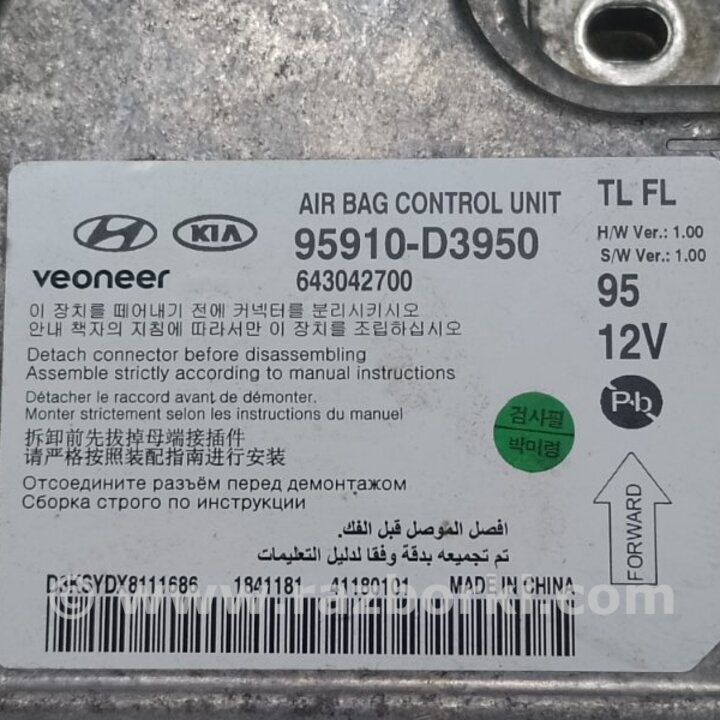 AIR BAG CONTROL UNIT
TL FL
95910-D3950
H/W Ver.: 1.00
S/W Ver.: 1.00
KIA
veoneer
643042700
95
12V
이 장치를 떼어내기 전에 커넥터를 분리시키시오
안내 책자의 지침에 따라서만 이 장치를 조립하십시오
Detach connector before disassembling
Assemble strictly according to manual instructions
Détacher le raccord avant de démonter.
Monter strictement selon les instructions du manuel
拆卸前先拔掉母端接插件
请严格按照装配指南进行安装
Отсоедините разъём перед демонтажом
Сборка строго по инструкции
افصل الموصل قبل الفك.
تم تجميعه بدقة وفقا لدليل التعليمات
Pb
검사필
박미령
FORWARD
D3KSYDX8111686 1841181 41180101 MADE IN CHINA
www.razborki.com